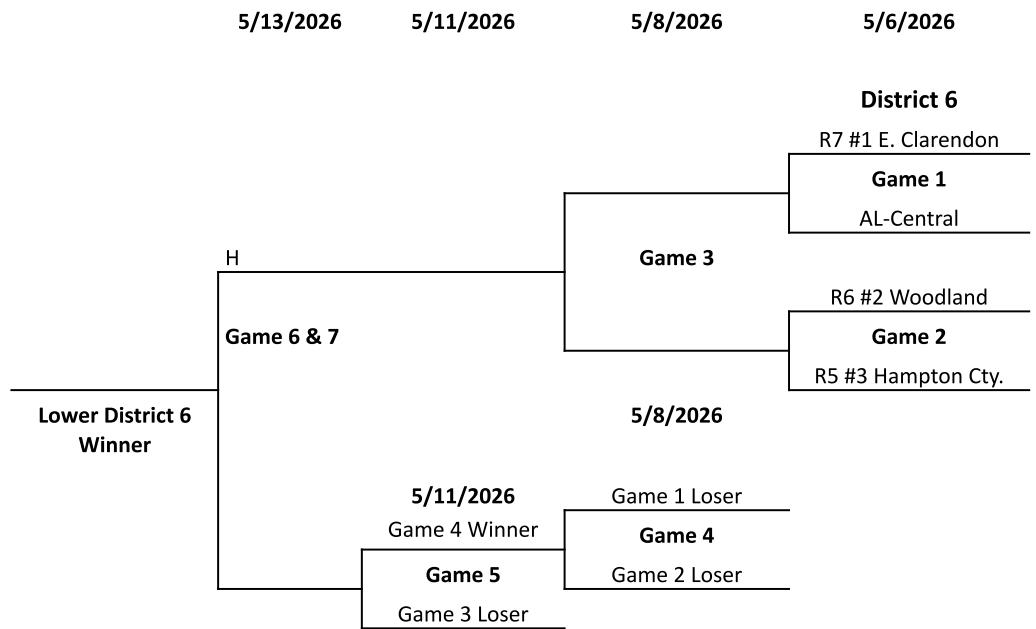 5/13/2026 5/11/2026 5/8/2026 5/6/2026
District 6
R7 #1 E. Clarendon
Game 1
AL-Central
H
Game 3
R6 #2 Woodland
Game 6 & 7
Game 2
R5 #3 Hampton Cty.
Lower District 6
Winner
5/8/2026
5/11/2026
Game 1 Loser
Game 4 Winner
Game 4
Game 5
Game 2 Loser
Game 3 Loser